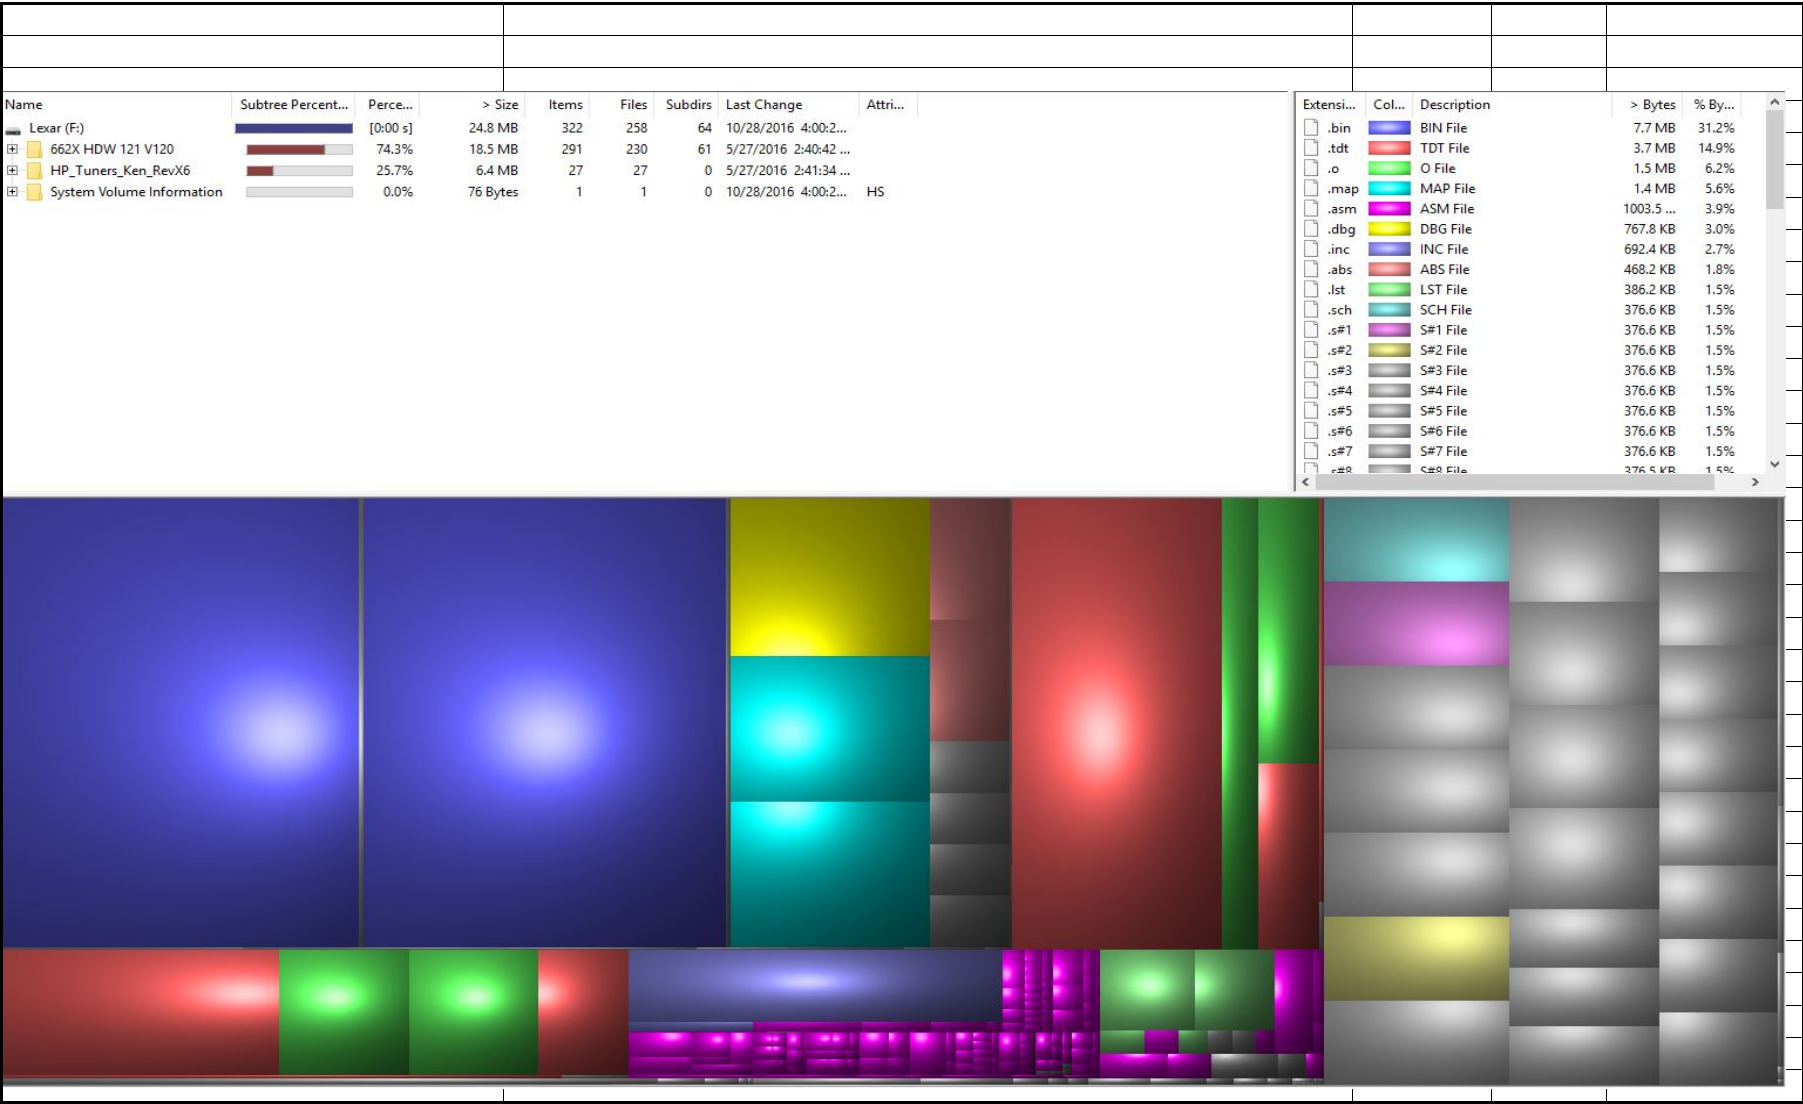 Name Subtree Percent... Perce... > Size Items Files Subdirs Last Change Attri...
Lexar (F:) [0:00 s] 24.8 MB 322 258 64 10/28/2016 4:00:2...
662X HDW 121 V120 74.3% 18.5 MB 291 230 61 5/27/2016 2:40:42 ...
HP_Tuners_Ken_RevX6 25.7% 6.4 MB 27 27 0 5/27/2016 2:41:34 ...
System Volume Information 0.0% 76 Bytes 1 1 0 10/28/2016 4:00:2... HS
Extensi... Col... Description > Bytes % By...
.bin BIN File 7.7 MB 31.2%
.tdt TDT File 3.7 MB 14.9%
.o O File 1.5 MB 6.2%
.map MAP File 1.4 MB 5.6%
.asm ASM File 1003.5 ... 3.9%
.dbg DBG File 767.8 KB 3.0%
.inc INC File 692.4 KB 2.7%
.abs ABS File 468.2 KB 1.8%
.lst LST File 386.2 KB 1.5%
.sch SCH File 376.6 KB 1.5%
.s#1 S#1 File 376.6 KB 1.5%
.s#2 S#2 File 376.6 KB 1.5%
.s#3 S#3 File 376.6 KB 1.5%
.s#4 S#4 File 376.6 KB 1.5%
.s#5 S#5 File 376.6 KB 1.5%
.s#6 S#6 File 376.6 KB 1.5%
.s#7 S#7 File 376.6 KB 1.5%
.s#8 S#8 File 376.5 KB 1.5%